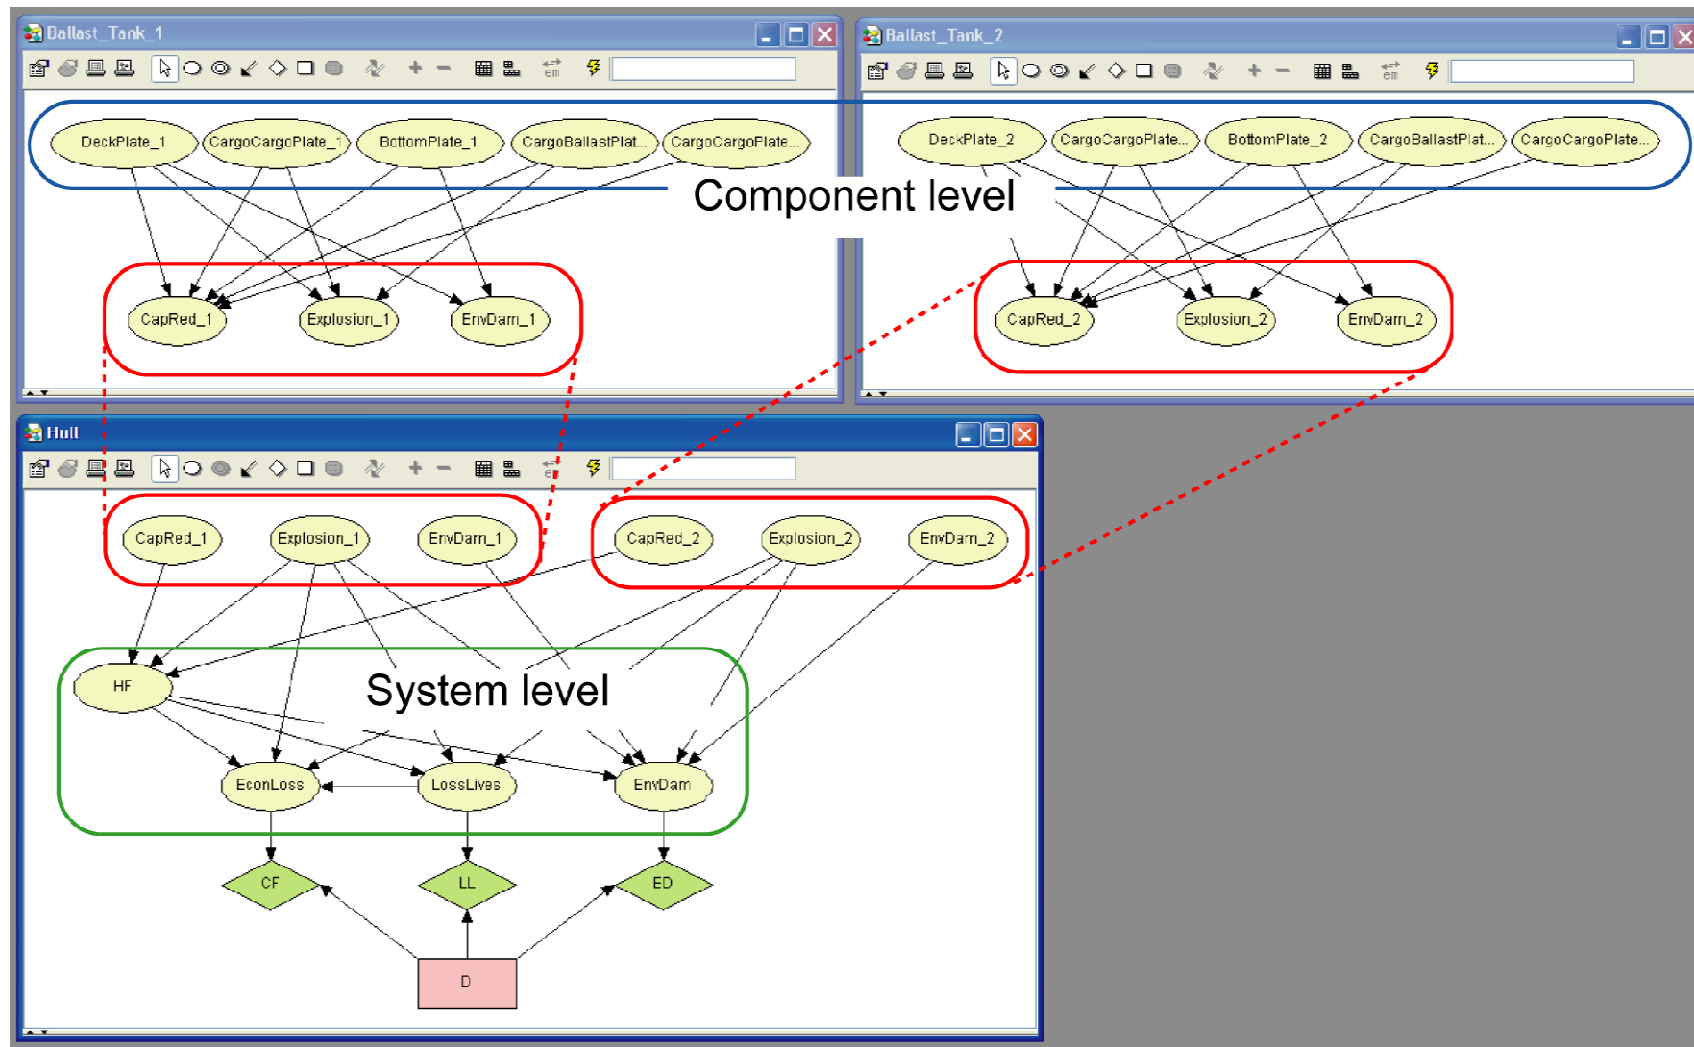 Ballast_Tank_1
Ballast_Tank_2
DeckPlate_1 CargoCargoPlate_1 BottomPlate_1 CargoBallastPlat... CargoCargoPlate...
DeckPlate_2 CargoCargoPlate... BottomPlate_2 CargoBallastPlat... CargoCargoPlate...
Component level
CapRed_1 Explosion_1 EnvDam_1
CapRed_2 Explosion_2 EnvDam_2
Hull
CapRed_1 Explosion_1 EnvDam_1 CapRed_2 Explosion_2 EnvDam_2
HF
System level
EconLoss LossLives EnvDam
CF LL ED
D